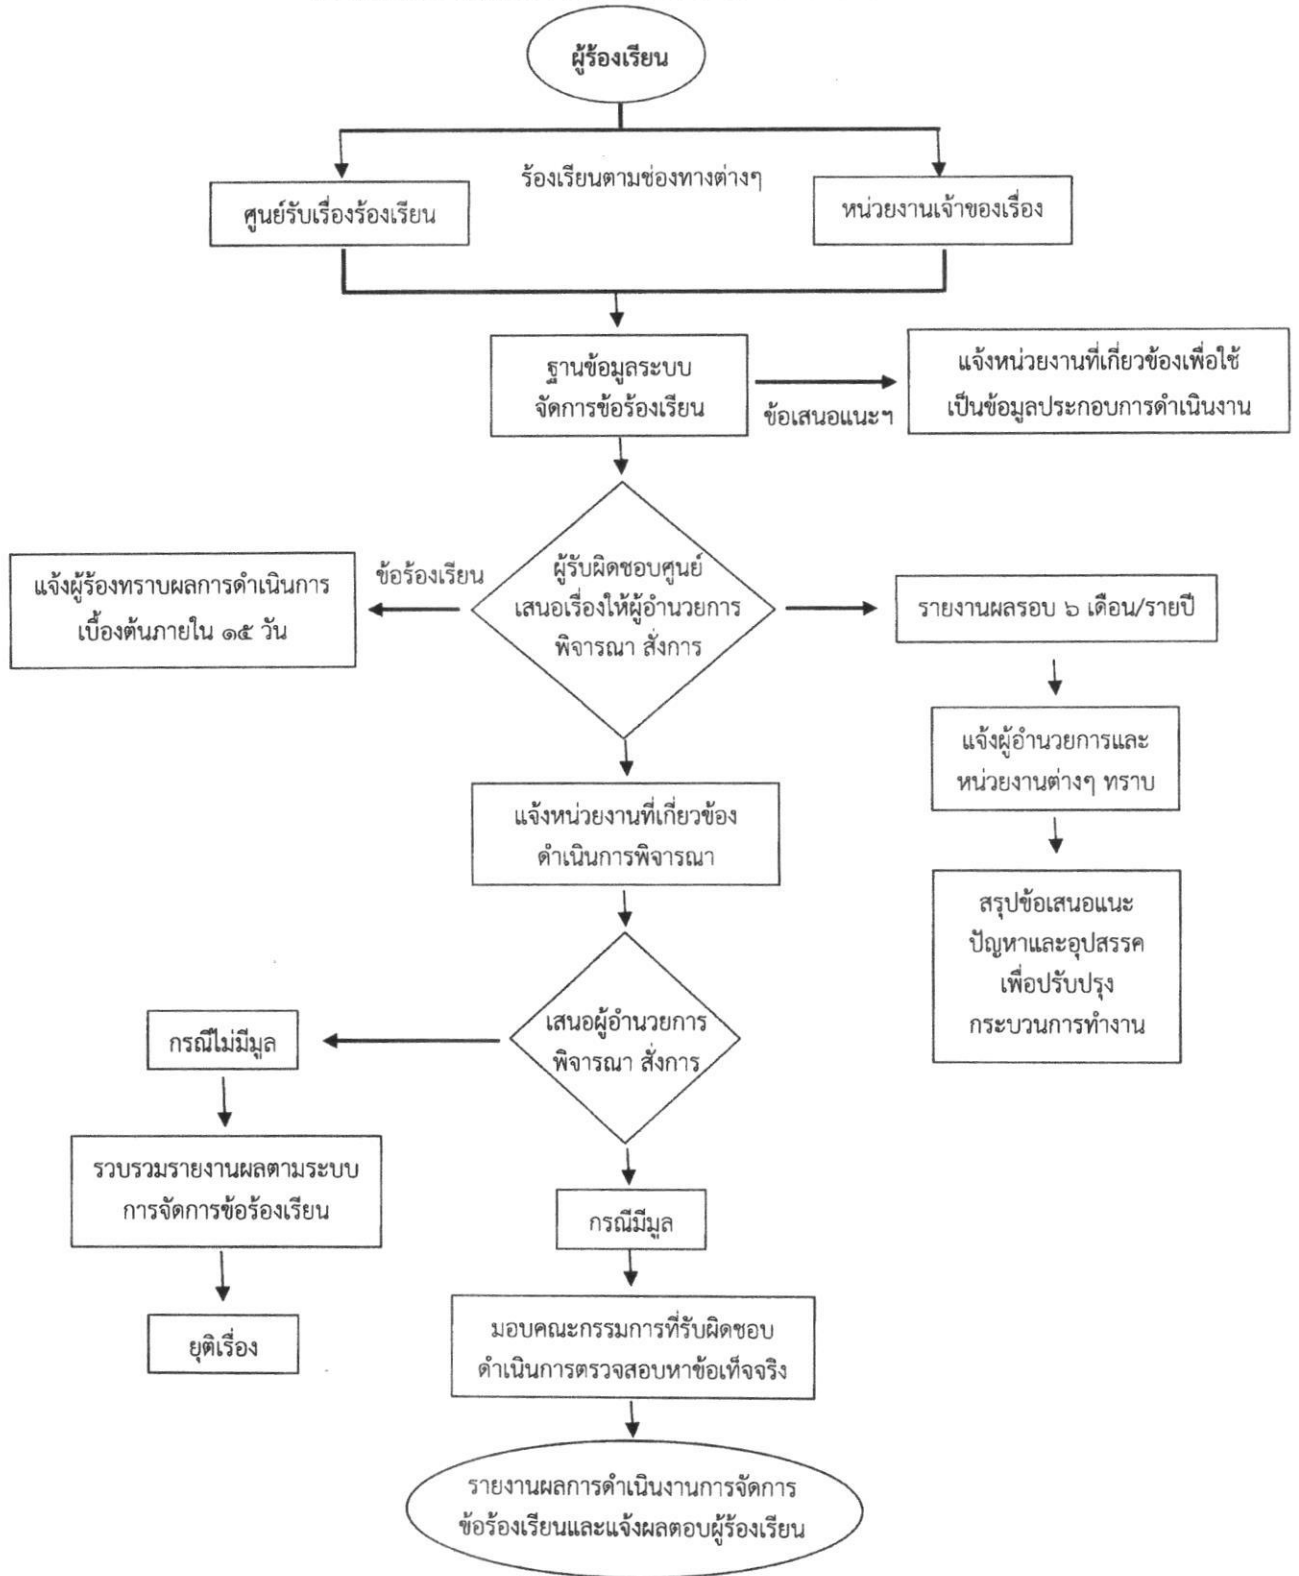 ผู้ร้องเรียน
ร้องเรียนตามช่องทางต่างๆ
ศูนย์รับเรื่องร้องเรียน
หน่วยงานเจ้าของเรื่อง
ฐานข้อมูลระบบ
จัดการข้อร้องเรียน
ข้อเสนอแนะฯ
แจ้งหน่วยงานที่เกี่ยวข้องเพื่อใช้
เป็นข้อมูลประกอบการดำเนินงาน
ผู้รับผิดชอบศูนย์
เสนอเรื่องให้ผู้อำนวยการ
พิจารณา สั่งการ
ข้อร้องเรียน
แจ้งผู้ร้องทราบผลการดำเนินการ
เบื้องต้นภายใน ๑๕ วัน
รายงานผลรอบ ๖ เดือน/รายปี
แจ้งผู้อำนวยการและ
หน่วยงานต่างๆ ทราบ
สรุปข้อเสนอแนะ
ปัญหาและอุปสรรค
เพื่อปรับปรุง
กระบวนการทำงาน
แจ้งหน่วยงานที่เกี่ยวข้อง
ดำเนินการพิจารณา
เสนอผู้อำนวยการ
พิจารณา สั่งการ
กรณีไม่มีมูล
รวบรวมรายงานผลตามระบบ
การจัดการข้อร้องเรียน
ยุติเรื่อง
กรณีมีมูล
มอบคณะกรรมการที่รับผิดชอบ
ดำเนินการตรวจสอบหาข้อเท็จจริง
รายงานผลการดำเนินงานการจัดการ
ข้อร้องเรียนและแจ้งผลตอบผู้ร้องเรียน